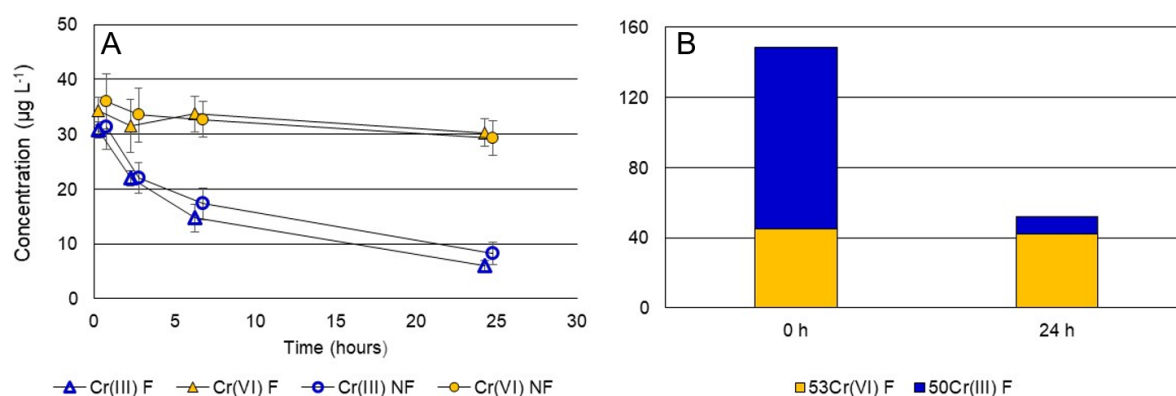 A
Concentration (µg L-1)
50
40
30
20
10
0
0 5 10 15 20 25 30
Time (hours)
Cr(III) F Cr(VI) F Cr(III) NF Cr(VI) NF
B
160
120
80
40
0
0 h 24 h
53Cr(VI) F 50Cr(III) F